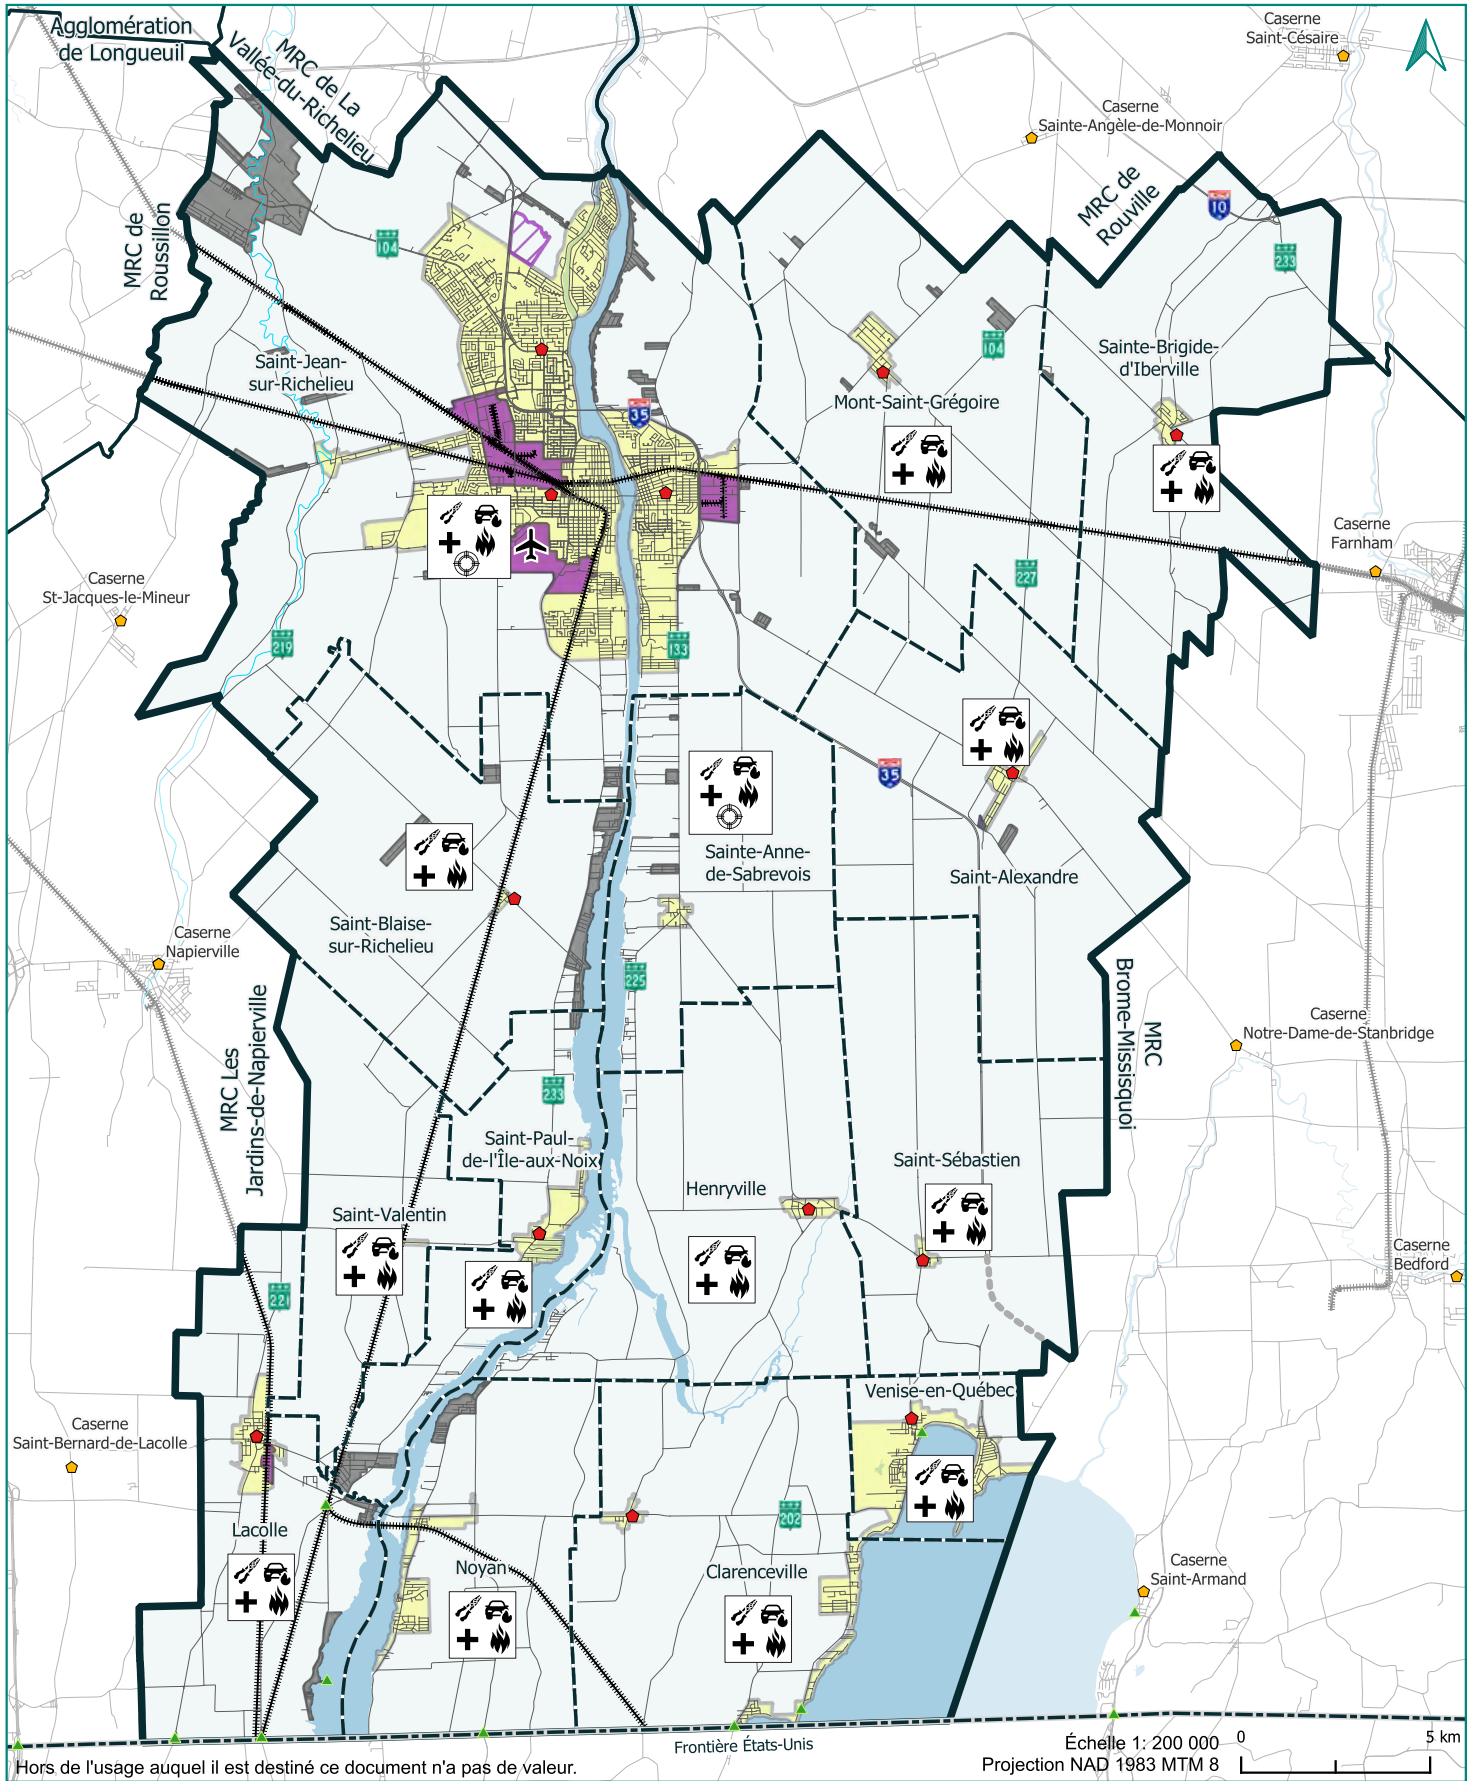 Agglomération
de Longueuil
MRC de La
Vallée-du-Richelieu
Caserne
Saint-Césaire
Caserne
Sainte-Angèle-de-Monnoir
MRC de
Rouville
10
MRC de
Roussillon
104
233
104
Saint-Jean-
sur-Richelieu
Sainte-Brigide-
d'Iberville
35
Mont-Saint-Grégoire
Caserne
Farnham
Caserne
St-Jacques-le-Mineur
227
219
133
35
Sainte-Anne-
de-Sabrevois
Saint-Alexandre
Saint-Blaise-
sur-Richelieu
Caserne
Napierville
225
MRC
Brome-Missisquoi
Caserne
Notre-Dame-de-Stanbridge
MRC Les
Jardins-de-Napierville
233
Saint-Paul-
de-l'Île-aux-Noix
Saint-Sébastien
Henryville
Saint-Valentin
Caserne
Bedford
221
Venise-en-Québec
Caserne
Saint-Bernard-de-Lacolle
202
Lacolle
Noyan
Clarenceville
Caserne
Saint-Armand
Frontière États-Unis
Échelle 1: 200 000
Projection NAD 1983 MTM 8
0
5 km
Hors de l'usage auquel il est destiné ce document n'a pas de valeur.